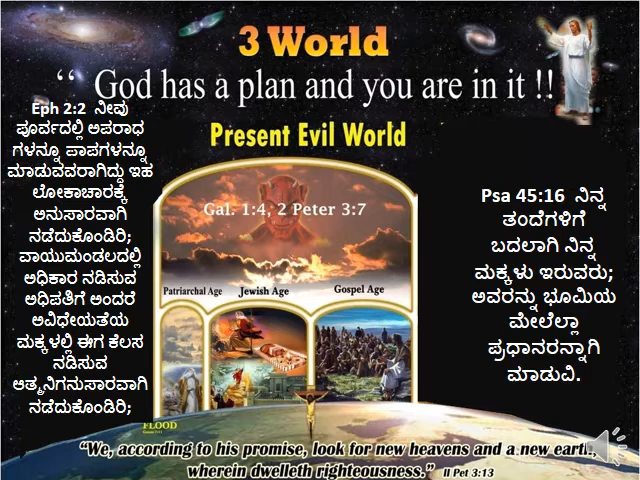 3 World
“ God has a plan and you are in it !!
Eph 2:2 ನೀವು
ಪೂರ್ವದಲ್ಲಿ ಅಪರಾಧ
ಗಳನ್ನೂ ಪಾಪಗಳನ್ನೂ
ಮಾಡುವವರಾಗಿದ್ದು ಇಹ
ಲೋಕಾಚಾರಕ್ಕೆ
ಅನುಸಾರವಾಗಿ
ನಡೆದುಕೊಂಡಿರಿ;
ವಾಯುಮಂಡಲದಲ್ಲಿ
ಅಧಿಕಾರ ನಡಿಸುವ
ಅಧಿಪತಿಗೆ ಅಂದರೆ
ಅವಿಧೇಯತೆಯ
ಮಕ್ಕಳಲ್ಲಿ ಈಗ ಕೆಲಸ
ನಡಿಸುವ
ಆತ್ಮನಿಗನುಸಾರವಾಗಿ
ನಡೆದುಕೊಂಡಿರಿ;
Present Evil World
Gal. 1:4, 2 Peter 3:7
Patriarchal Age Jewish Age Gospel Age
FLOOD
Psa 45:16 ನಿನ್ನ
ತಂದೆಗಳಿಗೆ
ಬದಲಾಗಿ ನಿನ್ನ
ಮಕ್ಕಳು ಇರುವರು;
ಅವರನ್ನು ಭೂಮಿಯ
ಮೇಲೆಲ್ಲಾ
ಪ್ರಧಾನರನ್ನಾಗಿ
ಮಾಡುವಿ.
“We, according to his promise, look for new heavens and a new earth,
wherein dwelleth righteousness.” II Pet 3:13